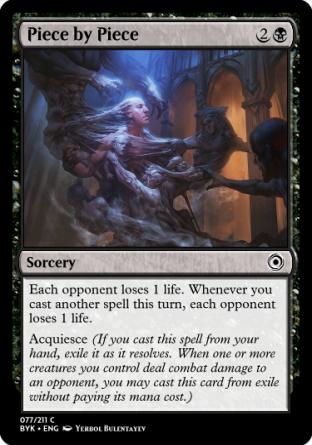 Piece by Piece 2
Sorcery
Each opponent loses 1 life. Whenever you
cast another spell this turn, each opponent
loses 1 life.
Acquiesce (If you cast this spell from your
hand, exile it as it resolves. When one or more
creatures you control deal combat damage to
an opponent, you may cast this card from exile
without paying its mana cost.)
077/211 C
BYK • ENG Yerbol Bulentayev